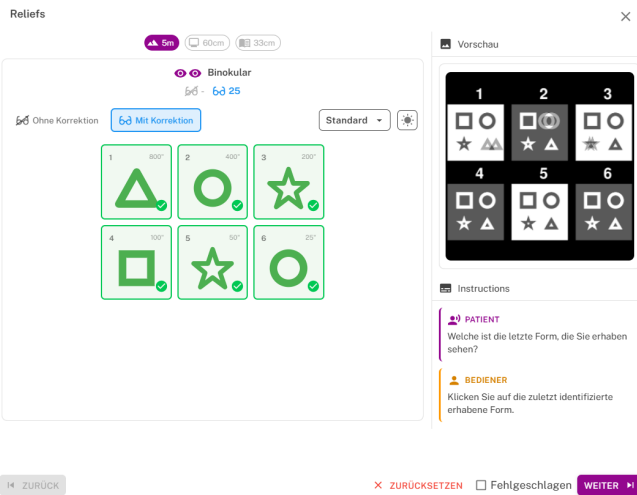 Reliefs
5m
60cm
33cm
Binokular
- 25
Ohne Korrektion
Mit Korrektion
Standard
1 800"
2 400"
3 200"
4 100"
5 50"
6 25"
Vorschau
1 2 3
4 5 6
Instructions
PATIENT
Welche ist die letzte Form, die Sie erhaben
sehen?
BEDIENER
Klicken Sie auf die zuletzt identifizierte
erhabene Form.
ZURÜCK
ZURÜCKSETZEN
Fehlgeschlagen
WEITER